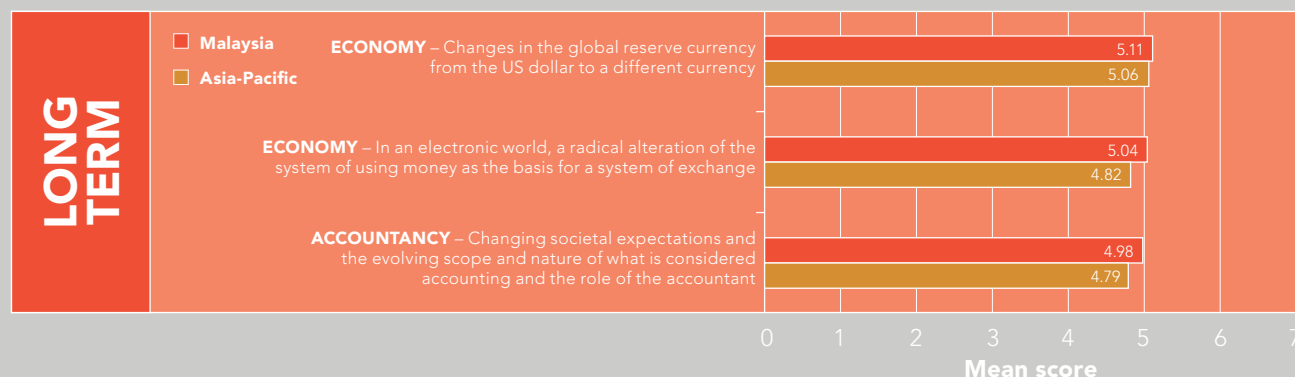 LONG
TERM
Malaysia
Asia-Pacific
ECONOMY – Changes in the global reserve currency
from the US dollar to a different currency
5.11
5.06
ECONOMY – In an electronic world, a radical alteration of the
system of using money as the basis for a system of exchange
5.04
4.82
ACCOUNTANCY – Changing societal expectations and
the evolving scope and nature of what is considered
accounting and the role of the accountant
4.98
4.79
0 1 2 3 4 5 6 7
Mean score